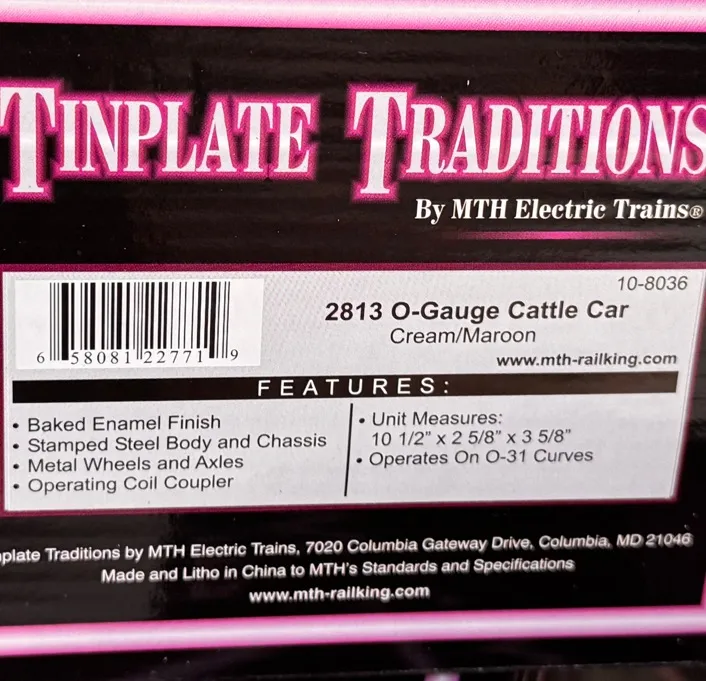 TINPLATE TRADITIONS
By MTH Electric Trains®
10-8036
2813 O-Gauge Cattle Car
Cream/Maroon
www.mth-railking.com
6 58081 22771 9
FEATURES:
• Baked Enamel Finish
• Stamped Steel Body and Chassis
• Metal Wheels and Axles
• Operating Coil Coupler
• Unit Measures:
10 1/2" x 2 5/8" x 3 5/8"
• Operates On O-31 Curves
nplate Traditions by MTH Electric Trains, 7020 Columbia Gateway Drive, Columbia, MD 21046
Made and Litho in China to MTH's Standards and Specifications
www.mth-railking.com